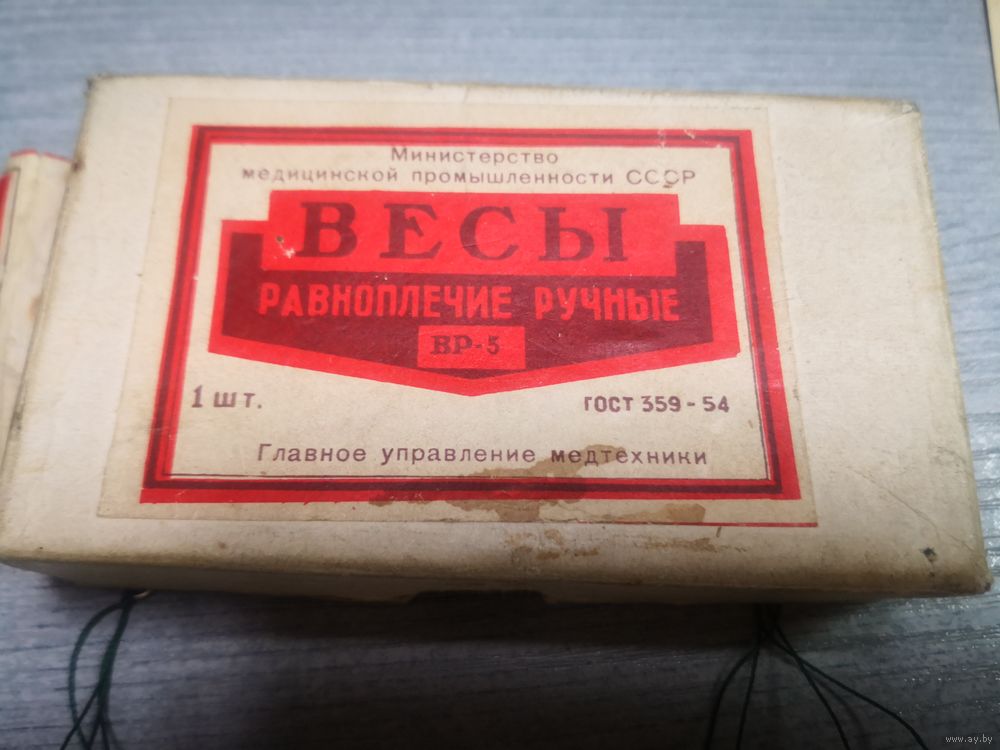 Министерство
медицинской промышленности СССР
ВЕСЫ
РАВНОПЛЕЧИЕ РУЧНЫЕ
ВР-5
1 шт.
ГОСТ 359-54
Главное управление медтехники
www.ay.by